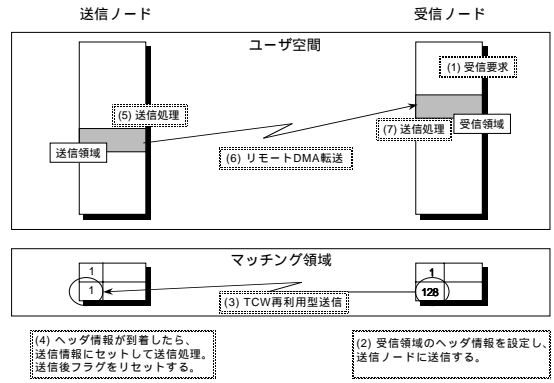 送信ノード
受信ノード
ユーザ空間
(1) 受信要求
(5) 送信処理
(7) 送信処理
受信領域
送信領域
(6) リモートDMA転送
マッチング領域
1
1
1
128
(3) TCW再利用型送信
(4) ヘッダ情報が到着したら、
送信情報にセットして送信処理。
送信後フラグをリセットする。
(2) 受信領域のヘッダ情報を設定し、
送信ノードに送信する。